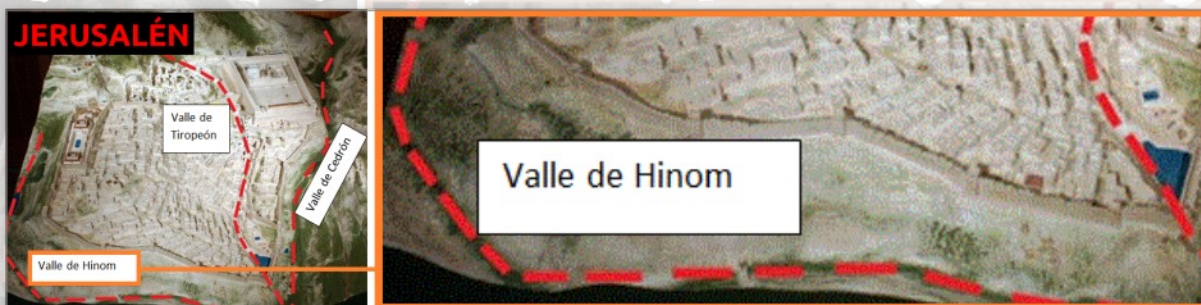 JERUSALÉN
Valle de
Tiropeón
Valle de Cedrón
Valle de Hinom
Valle de Hinom